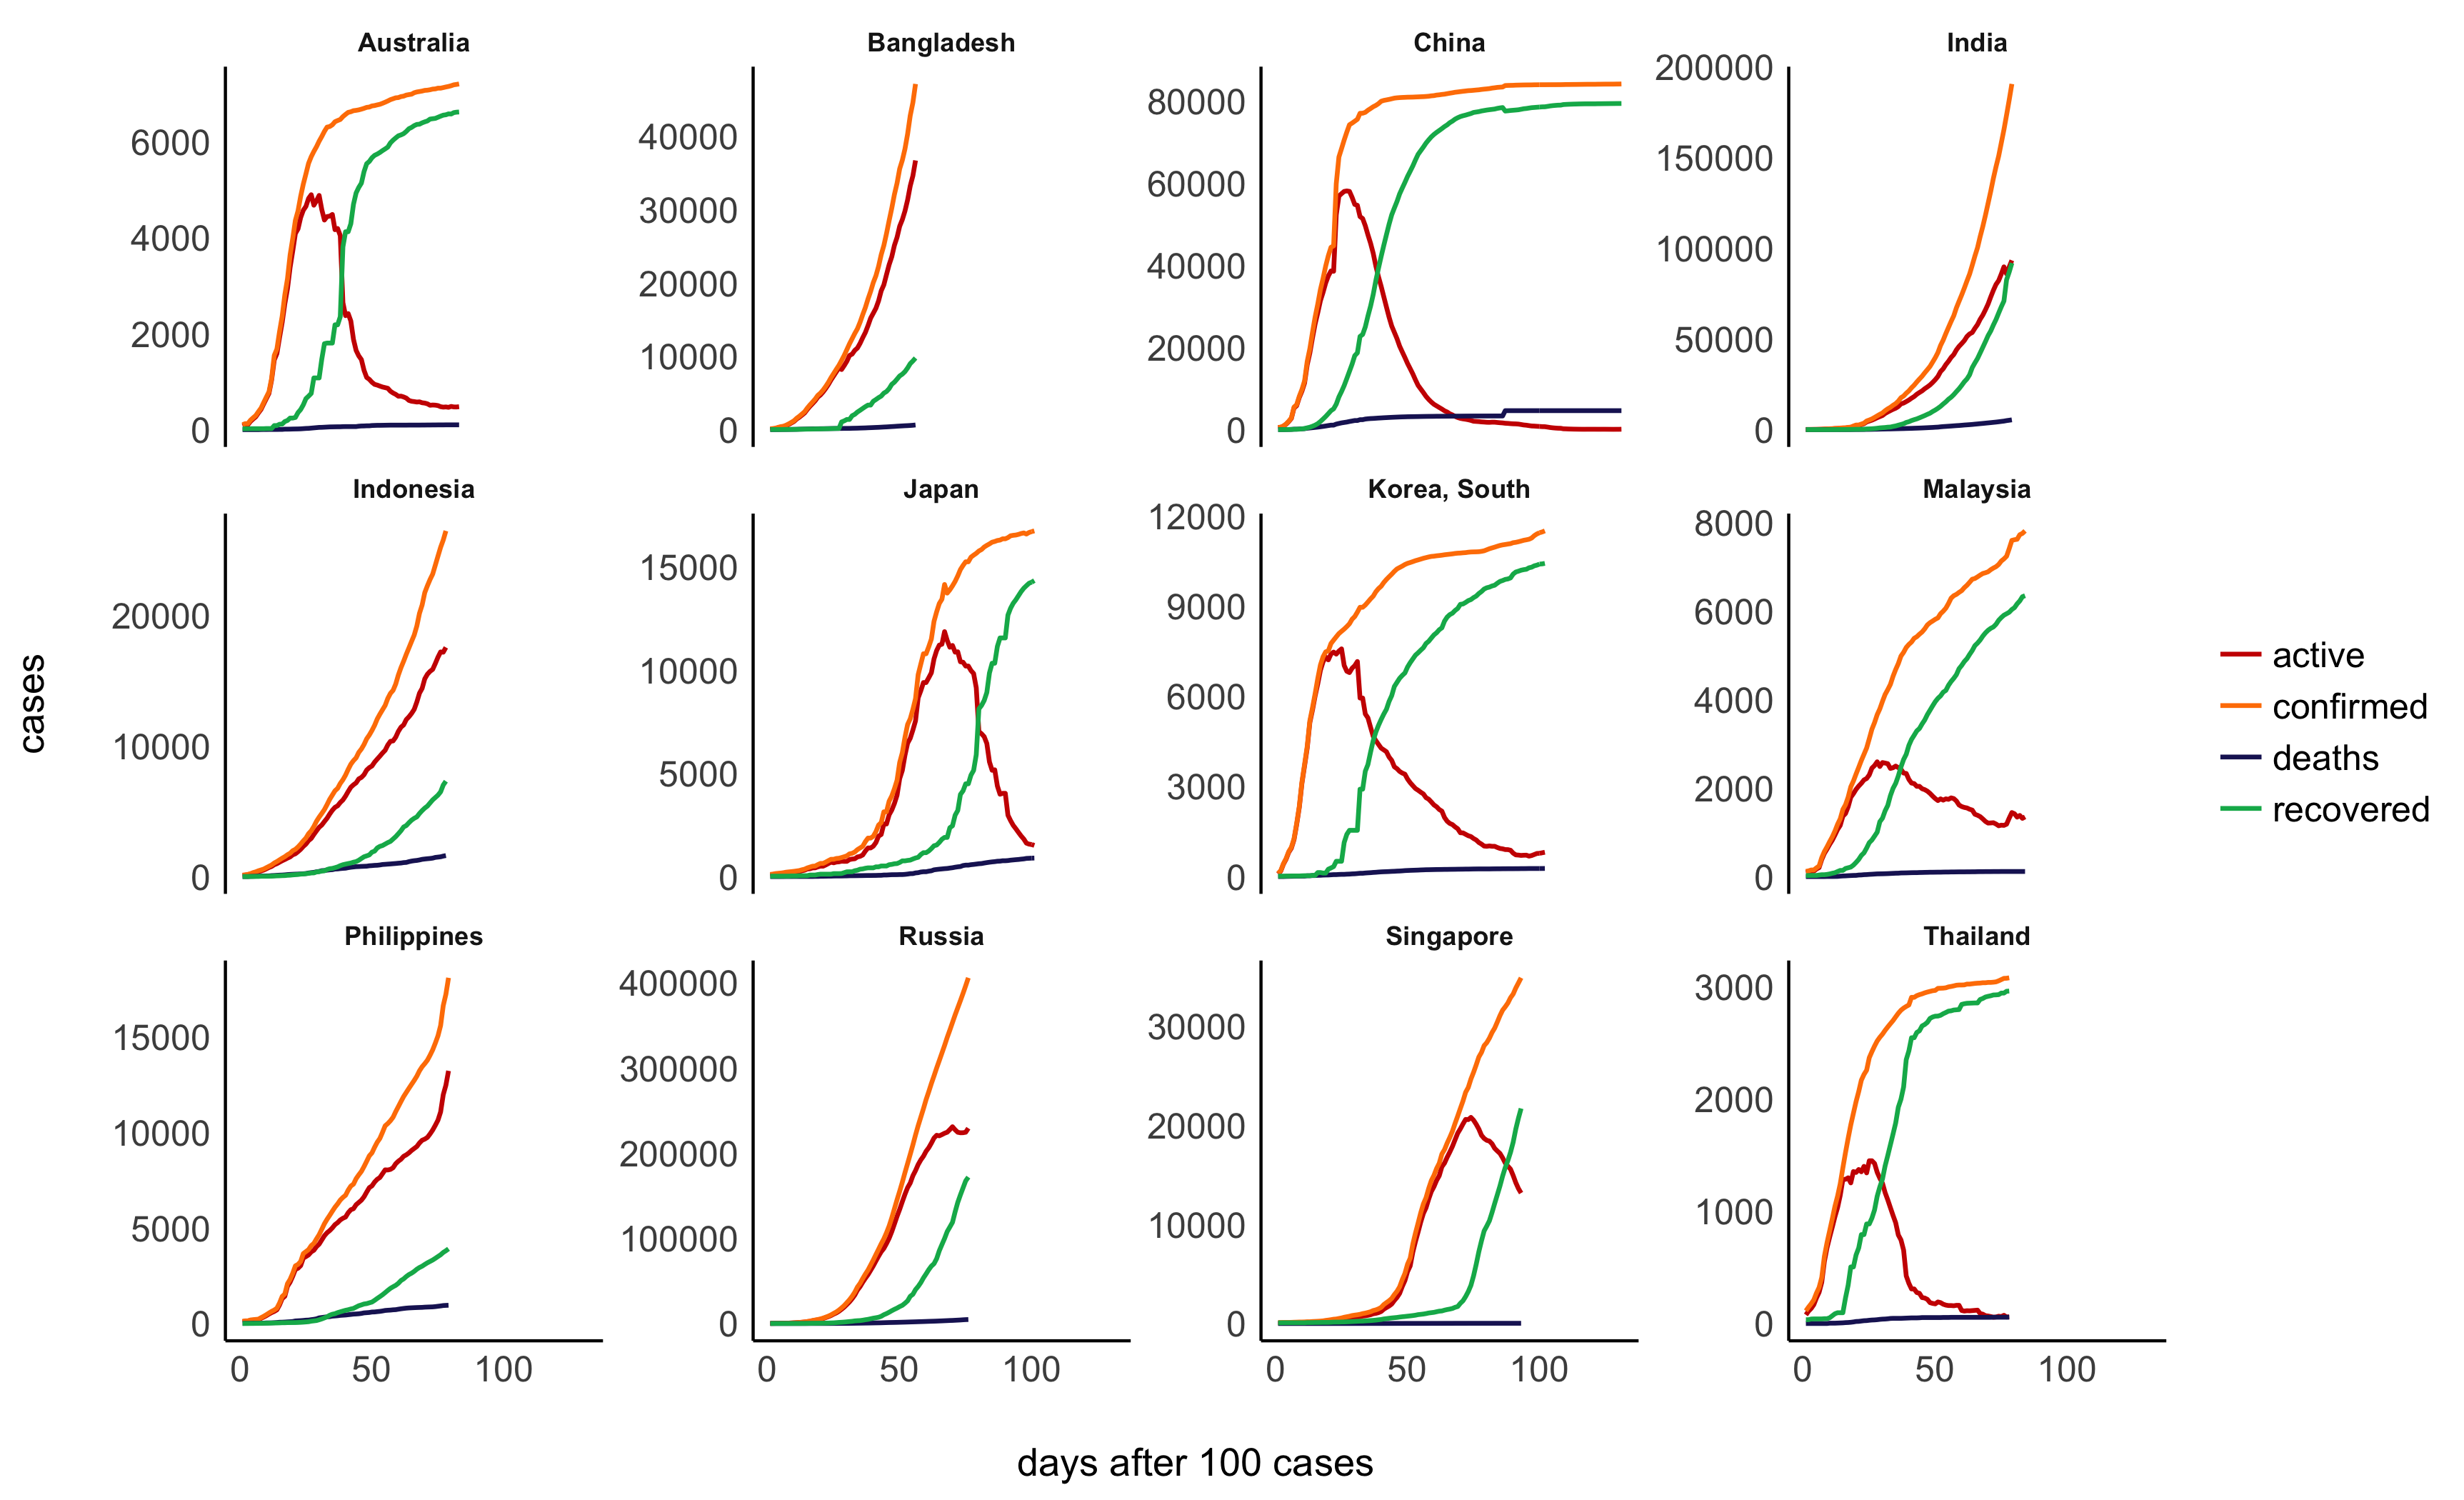 Australia
Bangladesh
China
India
6000
4000
2000
0
40000
30000
20000
10000
0
80000
60000
40000
20000
0
200000
150000
100000
50000
0
Indonesia
Japan
Korea, South
Malaysia
20000
10000
0
15000
10000
5000
0
12000
9000
6000
3000
0
8000
6000
4000
2000
0
Philippines
Russia
Singapore
Thailand
15000
10000
5000
0
400000
300000
200000
100000
0
30000
20000
10000
0
3000
2000
1000
0
0 50 100
0 50 100
0 50 100
0 50 100
cases
days after 100 cases
active
confirmed
deaths
recovered